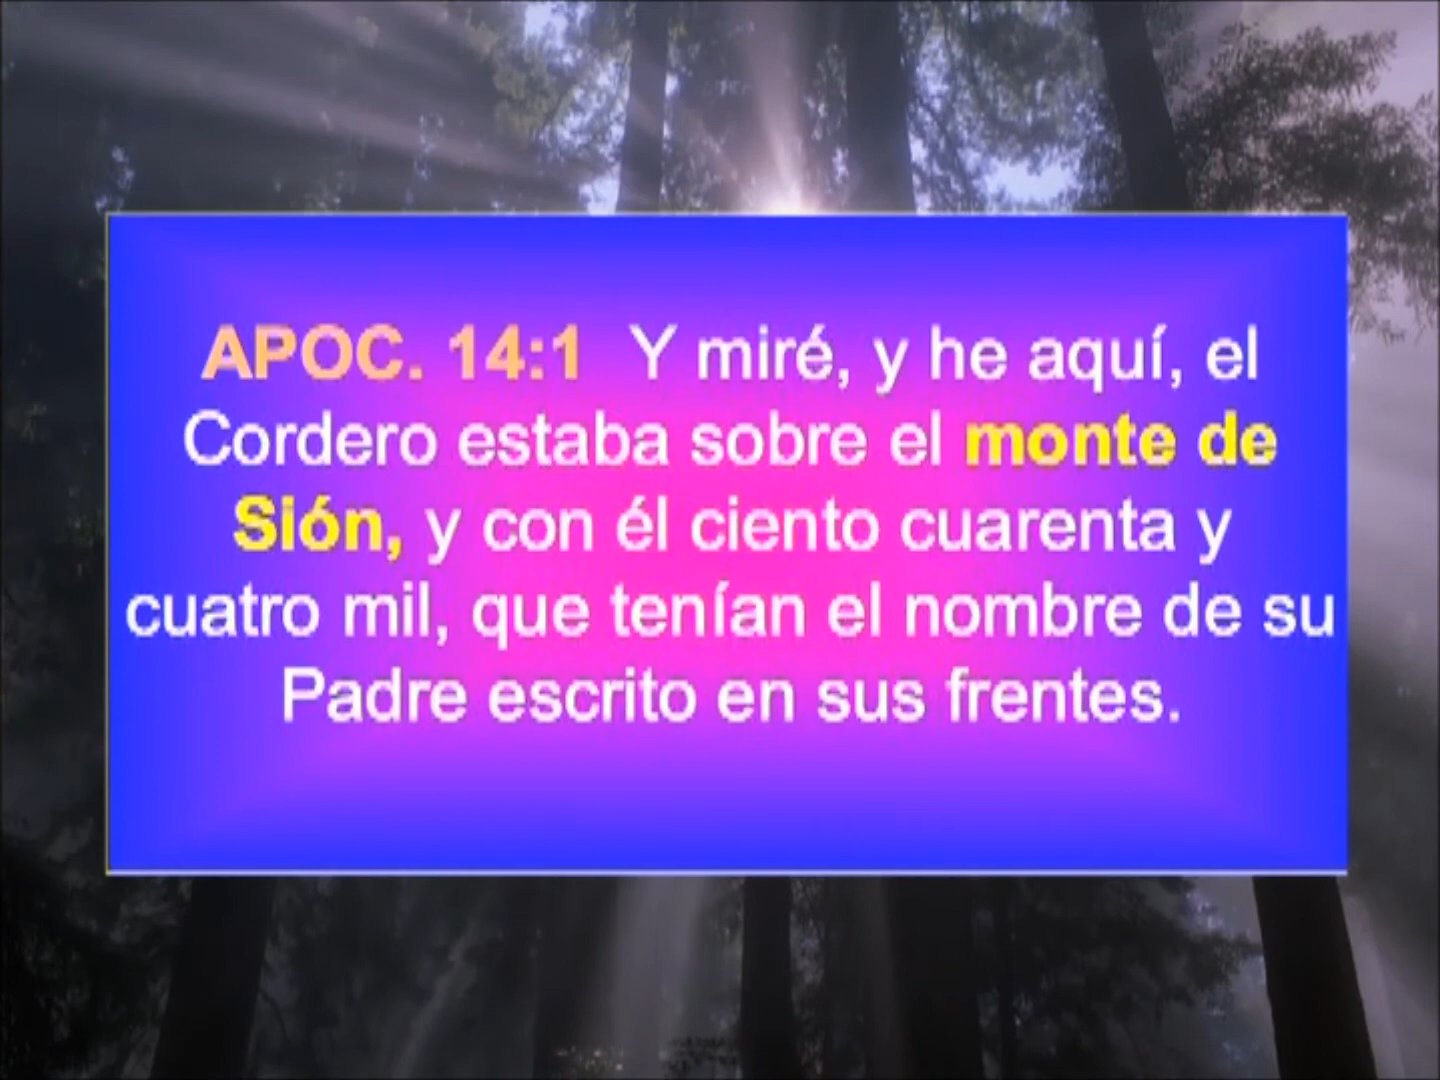 APOC. 14:1 Y miré, y he aquí, el
Cordero estaba sobre el monte de
Sión, y con él ciento cuarenta y
cuatro mil, que tenían el nombre de su
Padre escrito en sus frentes.